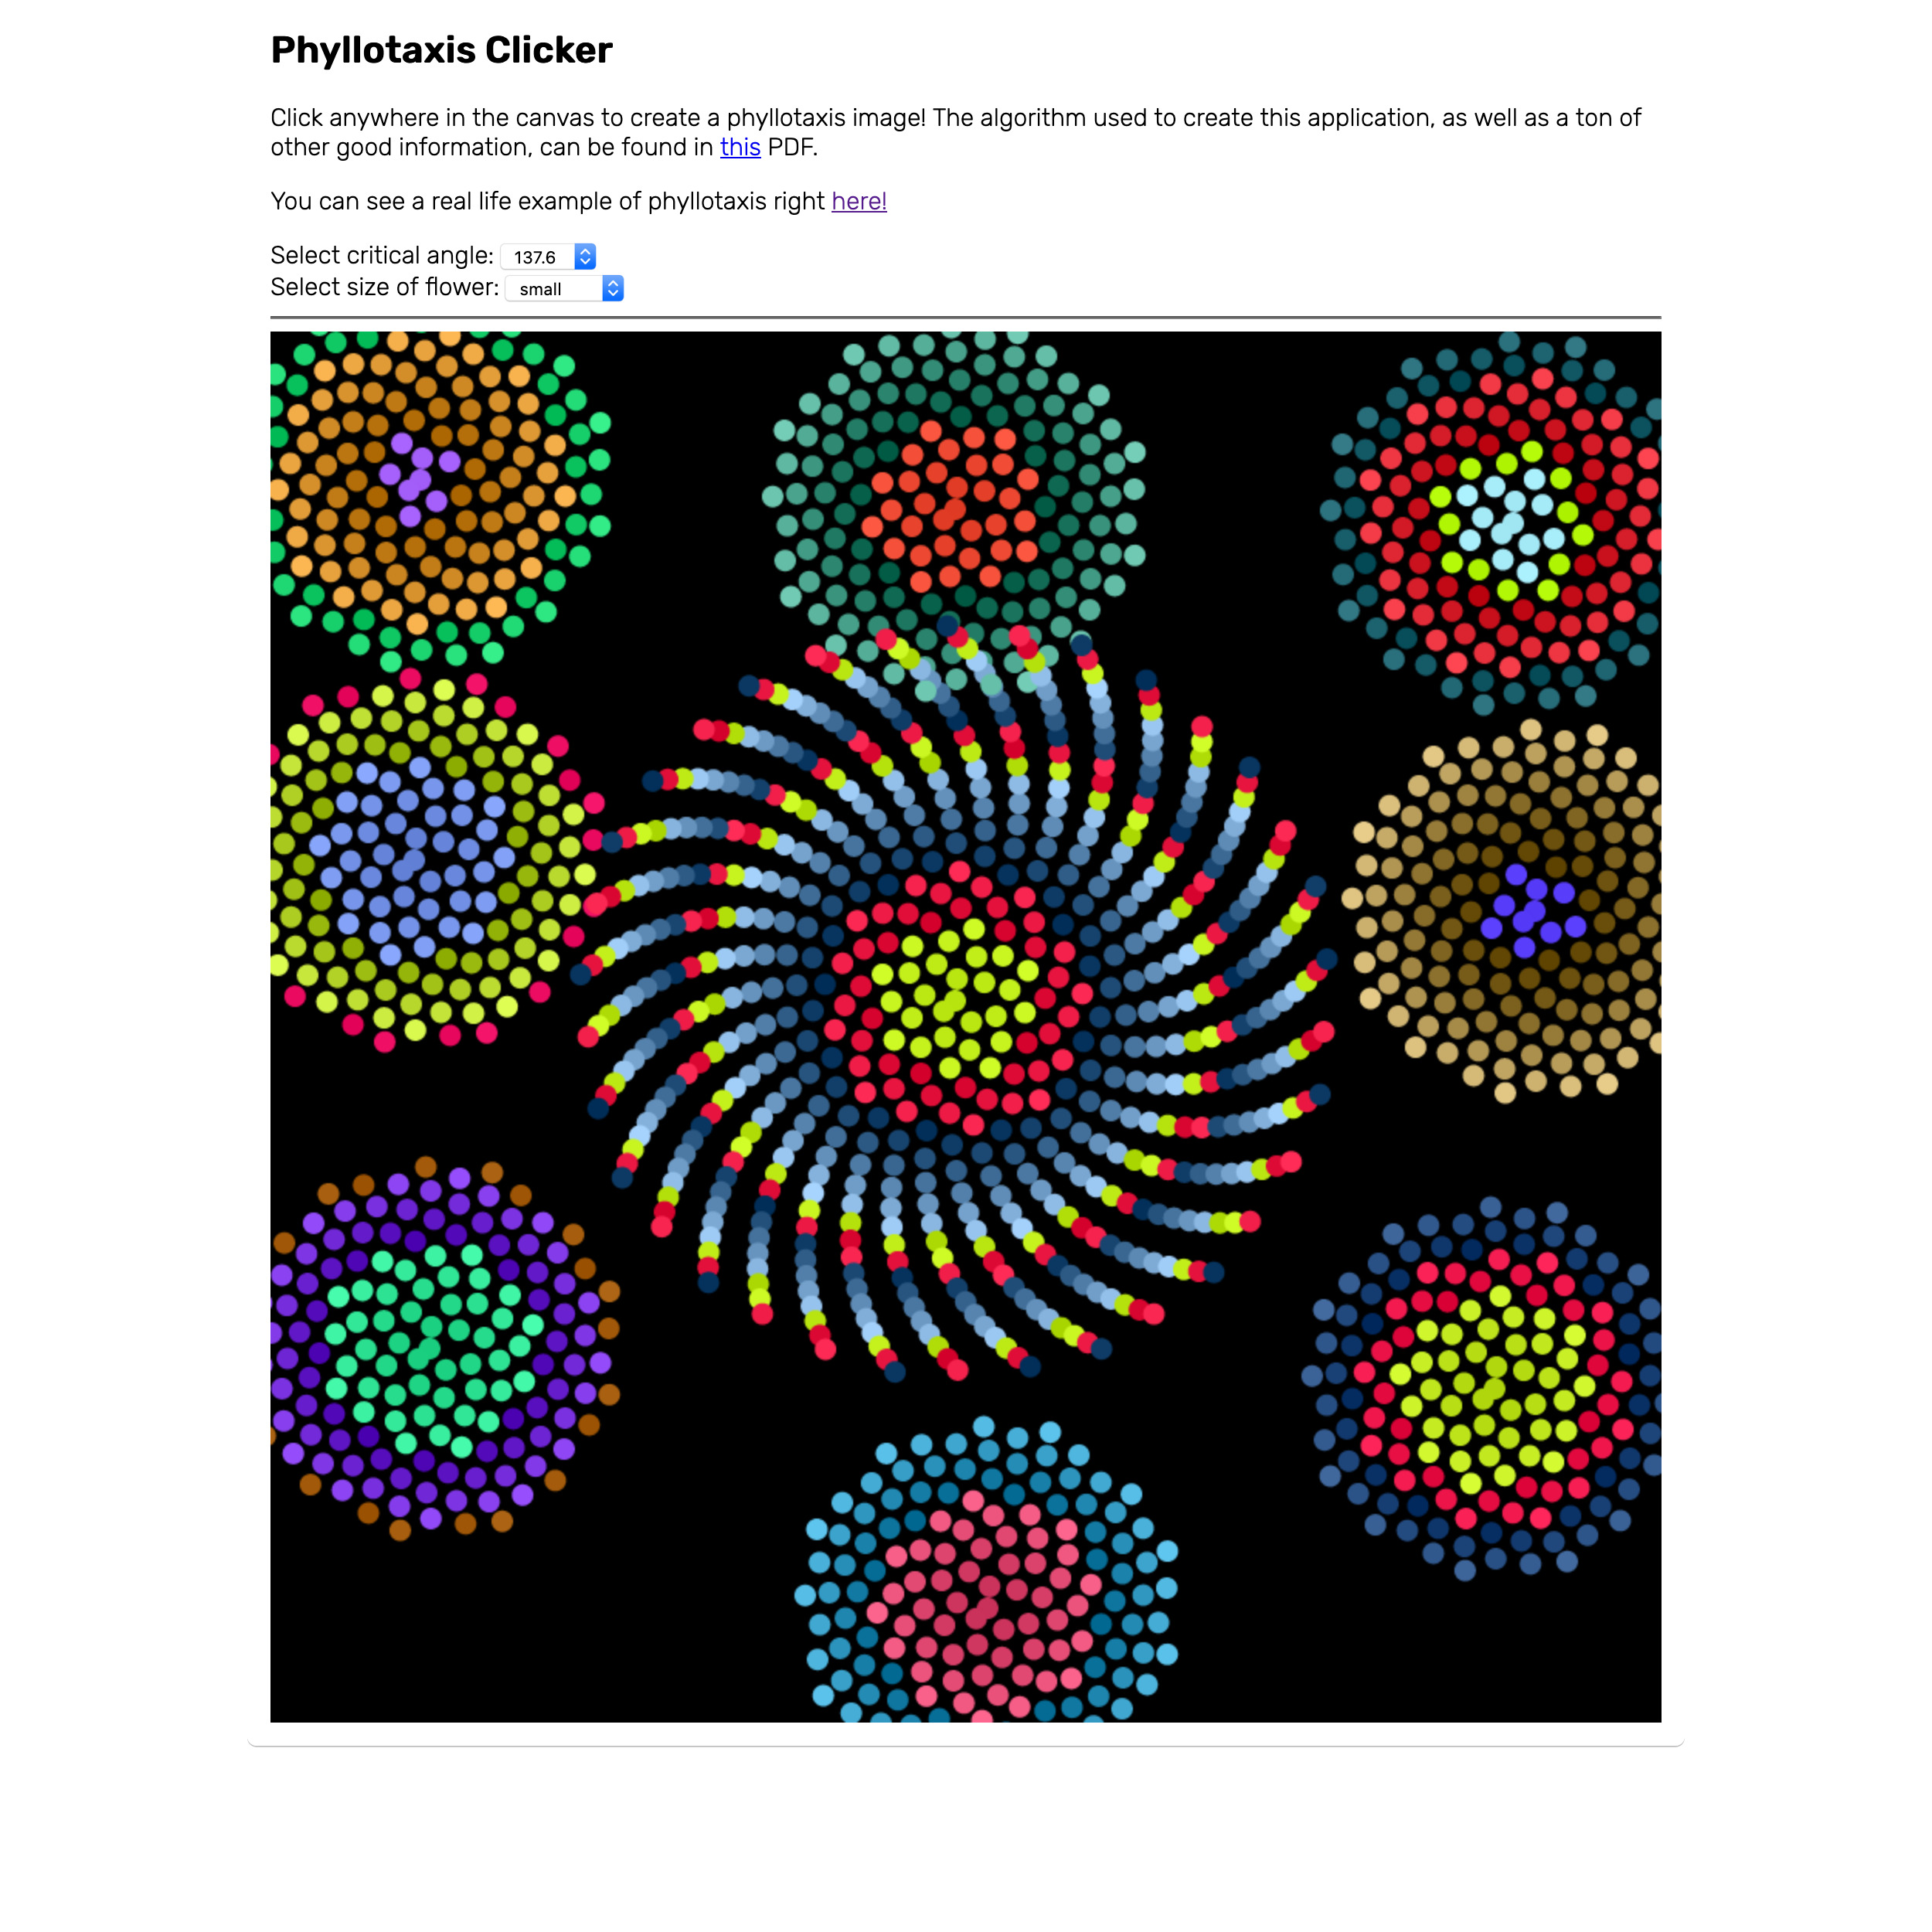 Phyllotaxis Clicker
Click anywhere in the canvas to create a phyllotaxis image! The algorithm used to create this application, as well as a ton of
other good information, can be found in this PDF.
You can see a real life example of phyllotaxis right here!
Select critical angle: 137.6
Select size of flower: small